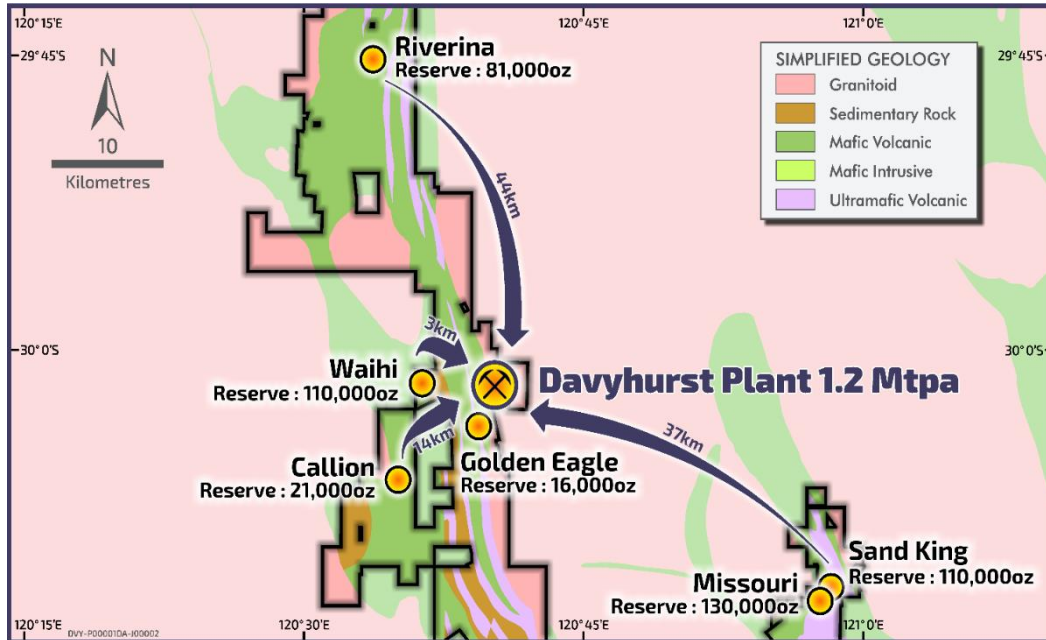 120°15'E
120°45'E
121°0'E
29°45'S
29°45'S
N
10
Kilometres
Riverina
Reserve : 81,000oz
SIMPLIFIED GEOLOGY
Granitoid
Sedimentary Rock
Mafic Volcanic
Mafic Intrusive
Ultramafic Volcanic
44km
30°0'S
30°0'S
3km
Waihi
Reserve : 110,000oz
Davyhurst Plant 1.2 Mtpa
14km
37km
Callion
Reserve : 21,000oz
Golden Eagle
Reserve : 16,000oz
Sand King
Reserve : 110,000oz
Missouri
Reserve : 130,000oz
120°15'E
DVY-P00001DA-J00002
120°30'E
120°45'E
121°0'E